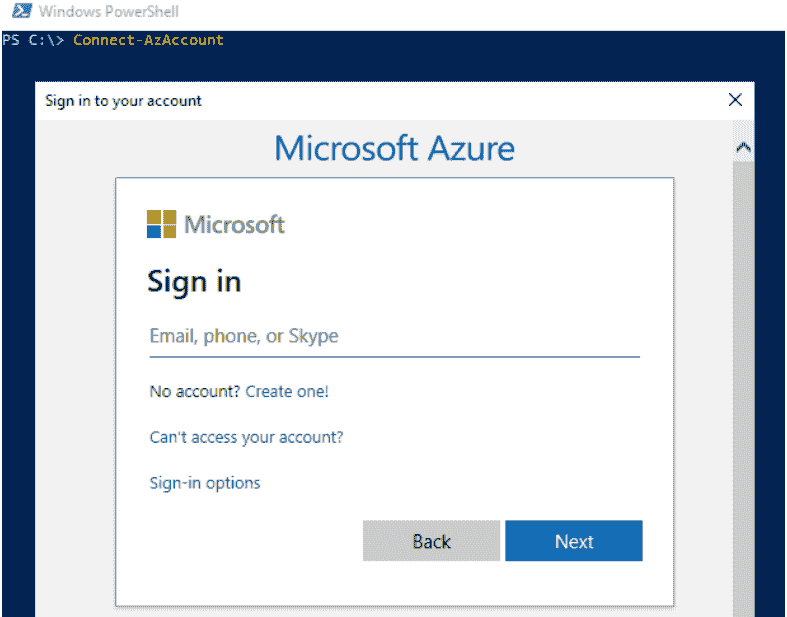 Windows PowerShell
PS C:\> Connect-AzAccount
Sign in to your account
Microsoft Azure
Microsoft
Sign in
Email, phone, or Skype
No account? Create one!
Can't access your account?
Sign-in options
Back Next